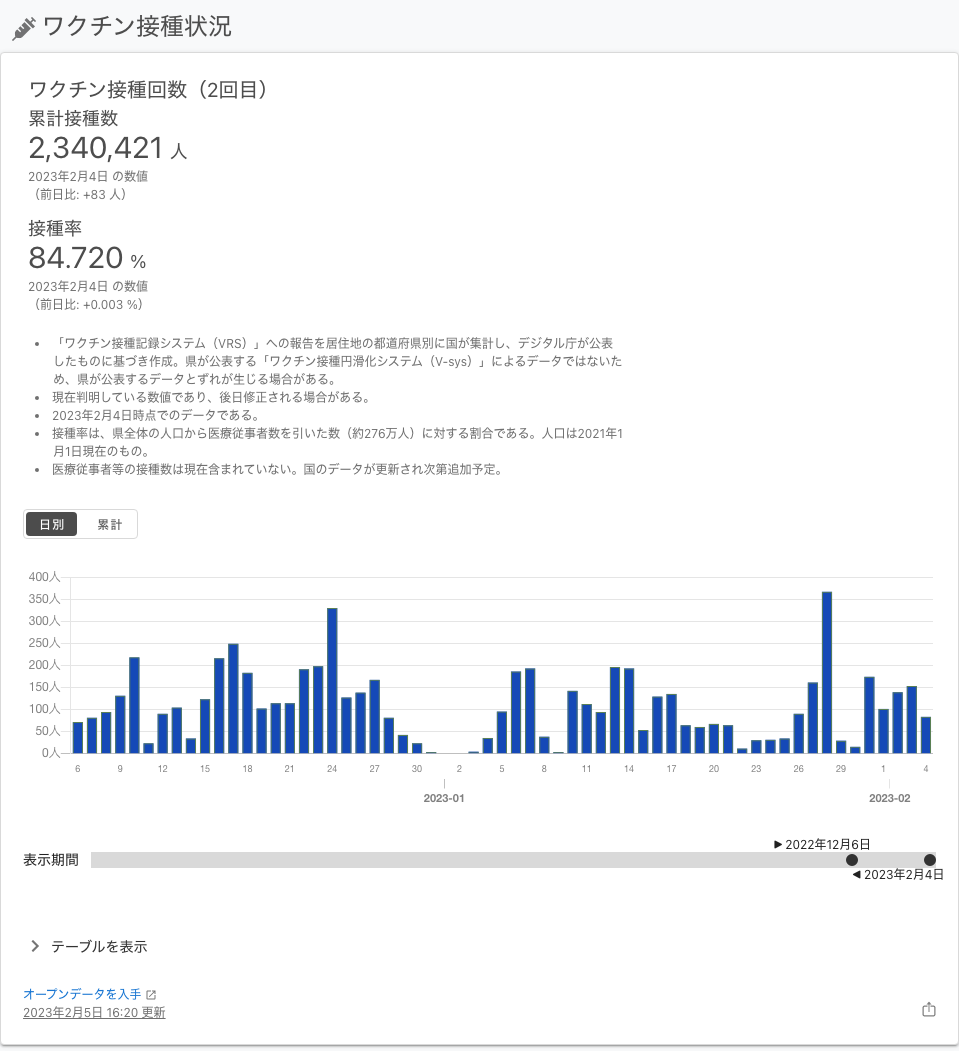 ワクチン接種状況
ワクチン接種回数（2回目）
累計接種数
2,340,421 人
2023年2月4日 の数値
（前日比: +83 人）
接種率
84.720 %
2023年2月4日 の数値
（前日比: +0.003 %）
• 「ワクチン接種記録システム（VRS）」への報告を居住地の都道府県別に国が集計し、デジタル庁が公表
したものに基づき作成。県が公表する「ワクチン接種円滑化システム（V-sys）」によるデータではないた
め、県が公表するデータとずれが生じる場合がある。
• 現在判明している数値であり、後日修正される場合がある。
• 2023年2月4日時点でのデータである。
• 接種率は、県全体の人口から医療従事者数を引いた数（約276万人）に対する割合である。人口は2021年1
月1日現在のもの。
• 医療従事者等の接種数は現在含まれていない。国のデータが更新され次第追加予定。
日別 累計
400人
350人
300人
250人
200人
150人
100人
50人
0人
6 9 12 15 18 21 24 27 30 2 5 8 11 14 17 20 23 26 29 1 4
2023-01 2023-02
▶ 2022年12月6日
表示期間
◀ 2023年2月4日
テーブルを表示
オープンデータを入手
2023年2月5日 16:20 更新